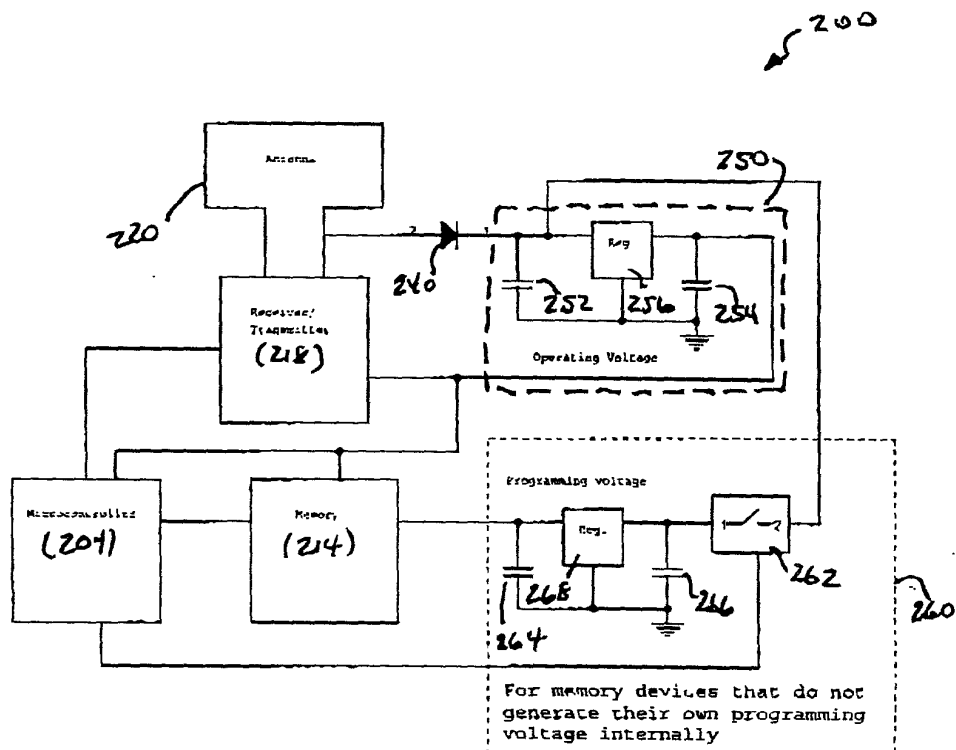 200
Antenna
250
220
240
Reg
252
256
254
Receiver/
Transmitter
(218)
Operating Voltage
Programming voltage
Microcontroller
(204)
Memory
(214)
Reg.
268
266
262
264
260
For memory devices that do not
generate their own programming
voltage internally